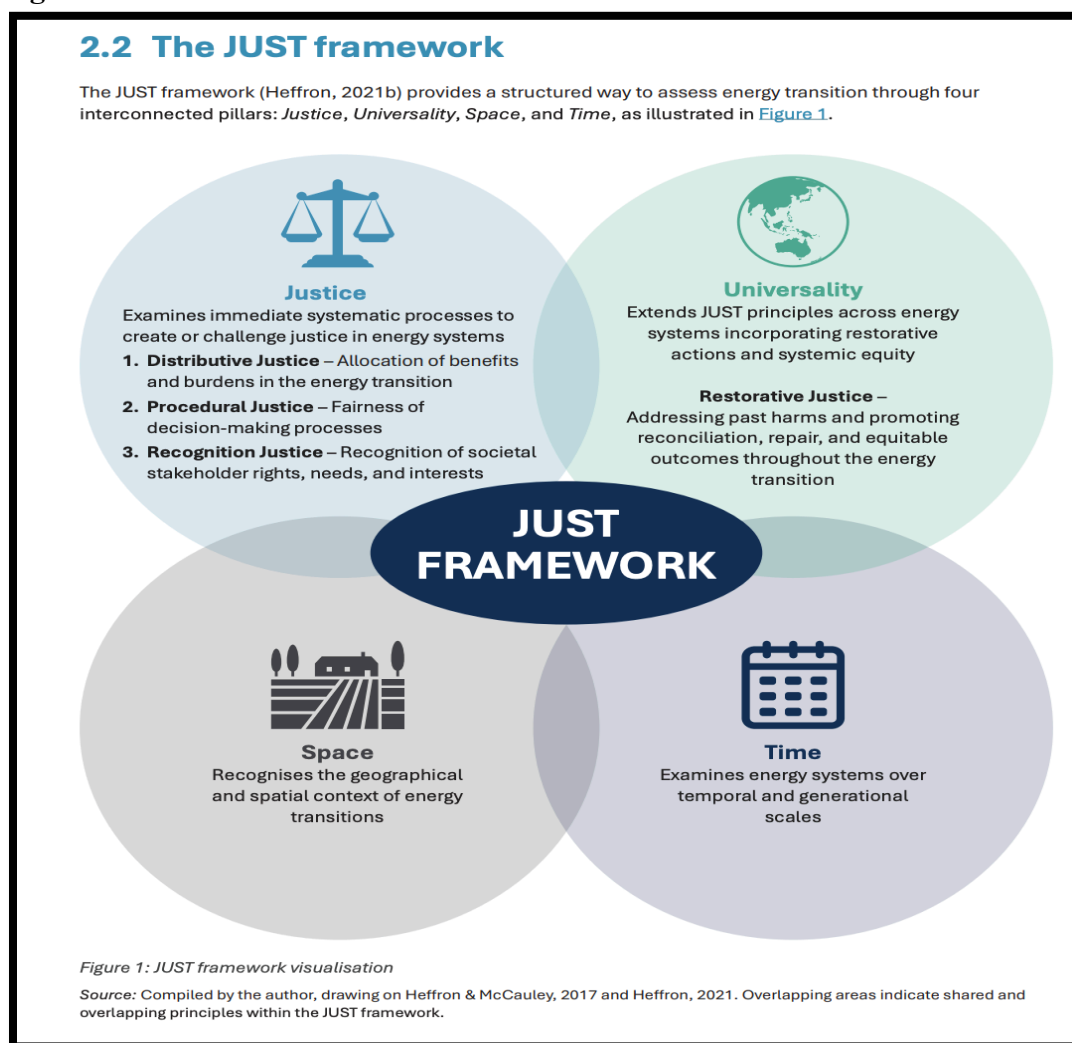 2.2 The JUST framework
The JUST framework (Heffron, 2021b) provides a structured way to assess energy transition through four
interconnected pillars: Justice, Universality, Space, and Time, as illustrated in Figure 1.
Justice
Examines immediate systematic processes to
create or challenge justice in energy systems
1. Distributive Justice – Allocation of benefits
and burdens in the energy transition
2. Procedural Justice – Fairness of
decision-making processes
3. Recognition Justice – Recognition of societal
stakeholder rights, needs, and interests
Universality
Extends JUST principles across energy
systems incorporating restorative
actions and systemic equity
Restorative Justice –
Addressing past harms and promoting
reconciliation, repair, and equitable
outcomes throughout the energy
transition
JUST
FRAMEWORK
Space
Recognises the geographical
and spatial context of energy
transitions
Time
Examines energy systems over
temporal and generational
scales
Figure 1: JUST framework visualisation
Source: Compiled by the author, drawing on Heffron & McCauley, 2017 and Heffron, 2021. Overlapping areas indicate shared and
overlapping principles within the JUST framework.